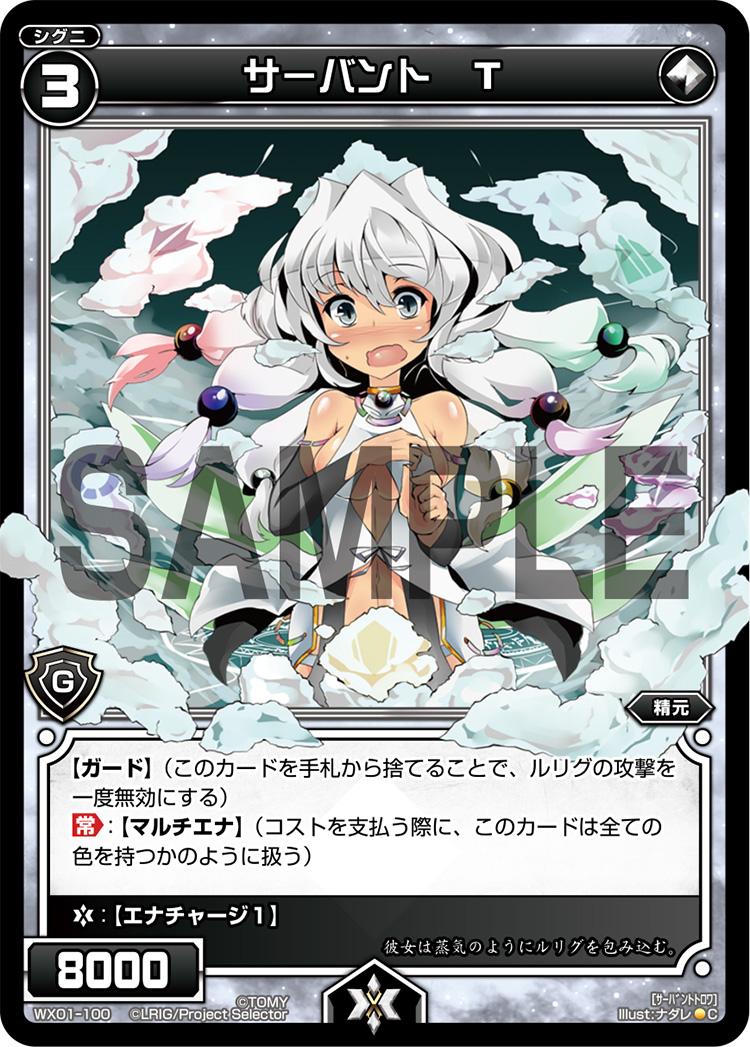 シグニ
3
サーバント T
SAMPLE
G
精元
【ガード】（このカードを手札から捨てることで、ルリグの攻撃を
一度無効にする）
常：【マルチエナ】（コストを支払う際に、このカードは全ての
色を持つかのように扱う）
：【エナチャージ１】
彼女は蒸気のようにルリグを包み込む。
8000
©TOMY
[ｻｰﾊﾞﾝﾄﾄﾛﾜ]
WX01-100 ©LRIG/Project Selector
Illust:ナダレ C